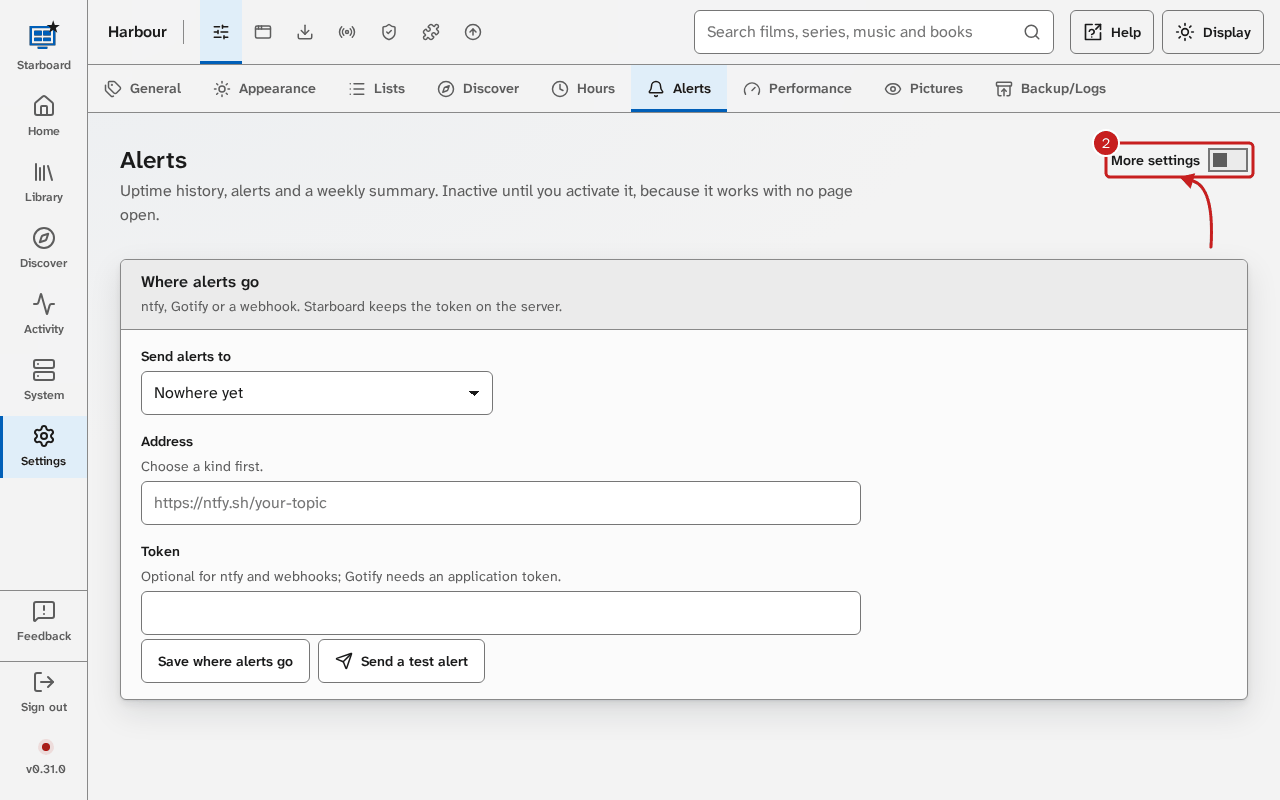 Starboard
Home
Library
Discover
Activity
System
Settings
Feedback
Sign out
v0.31.0
Harbour
Search films, series, music and books
Help
Display
General
Appearance
Lists
Discover
Hours
Alerts
Performance
Pictures
Backup/Logs
Alerts
Uptime history, alerts and a weekly summary. Inactive until you activate it, because it works with no page
open.
2
More settings
Where alerts go
ntfy, Gotify or a webhook. Starboard keeps the token on the server.
Send alerts to
Nowhere yet
Address
Choose a kind first.
https://ntfy.sh/your-topic
Token
Optional for ntfy and webhooks; Gotify needs an application token.
Save where alerts go
Send a test alert